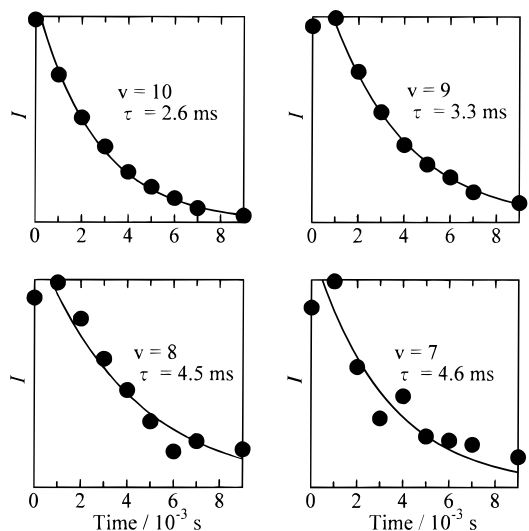 I
v = 10
τ = 2.6 ms
0 2 4 6 8
I
v = 9
τ = 3.3 ms
0 2 4 6 8
I
v = 8
τ = 4.5 ms
0 2 4 6 8
Time / 10⁻³ s
I
v = 7
τ = 4.6 ms
0 2 4 6 8
Time / 10⁻³ s